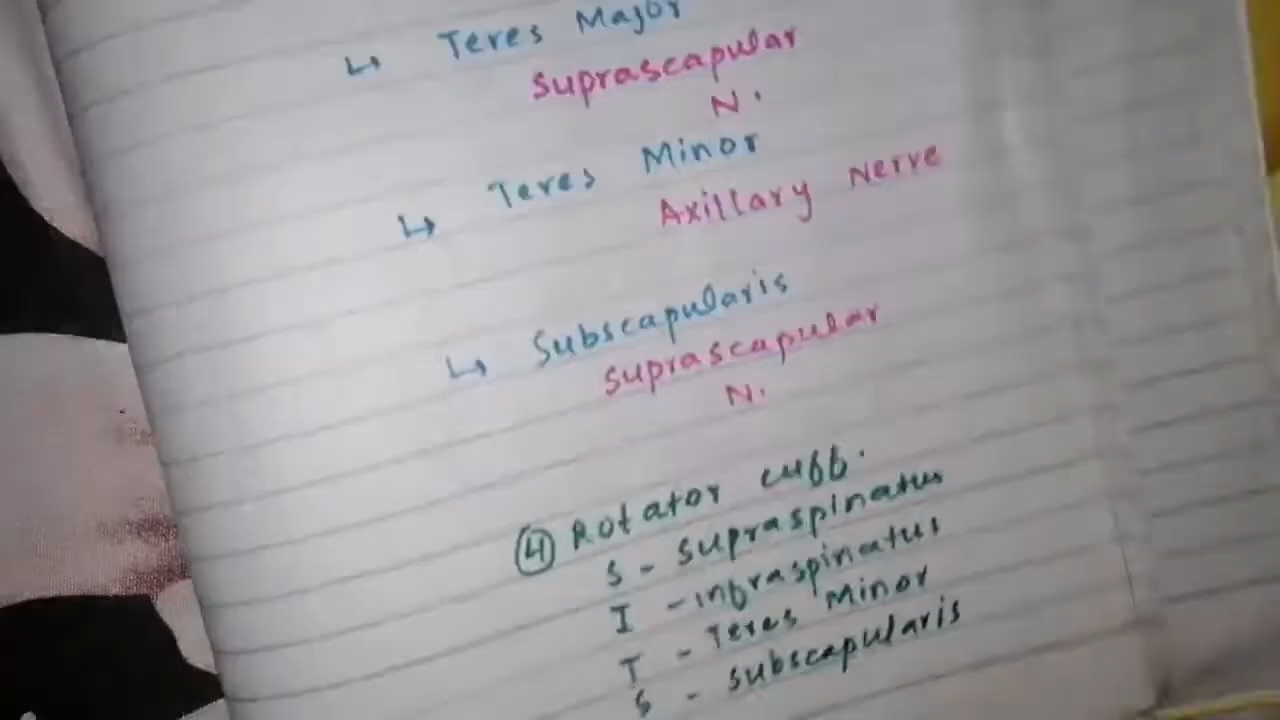 ↳ Teres Major
suprascapular
N.
↳ Teres Minor
Axillary Nerve
↳ Subscapularis
suprascapular
N.
④ Rotator cuff.
S - supraspinatus
I - infraspinatus
T - Teres Minor
S - subscapularis